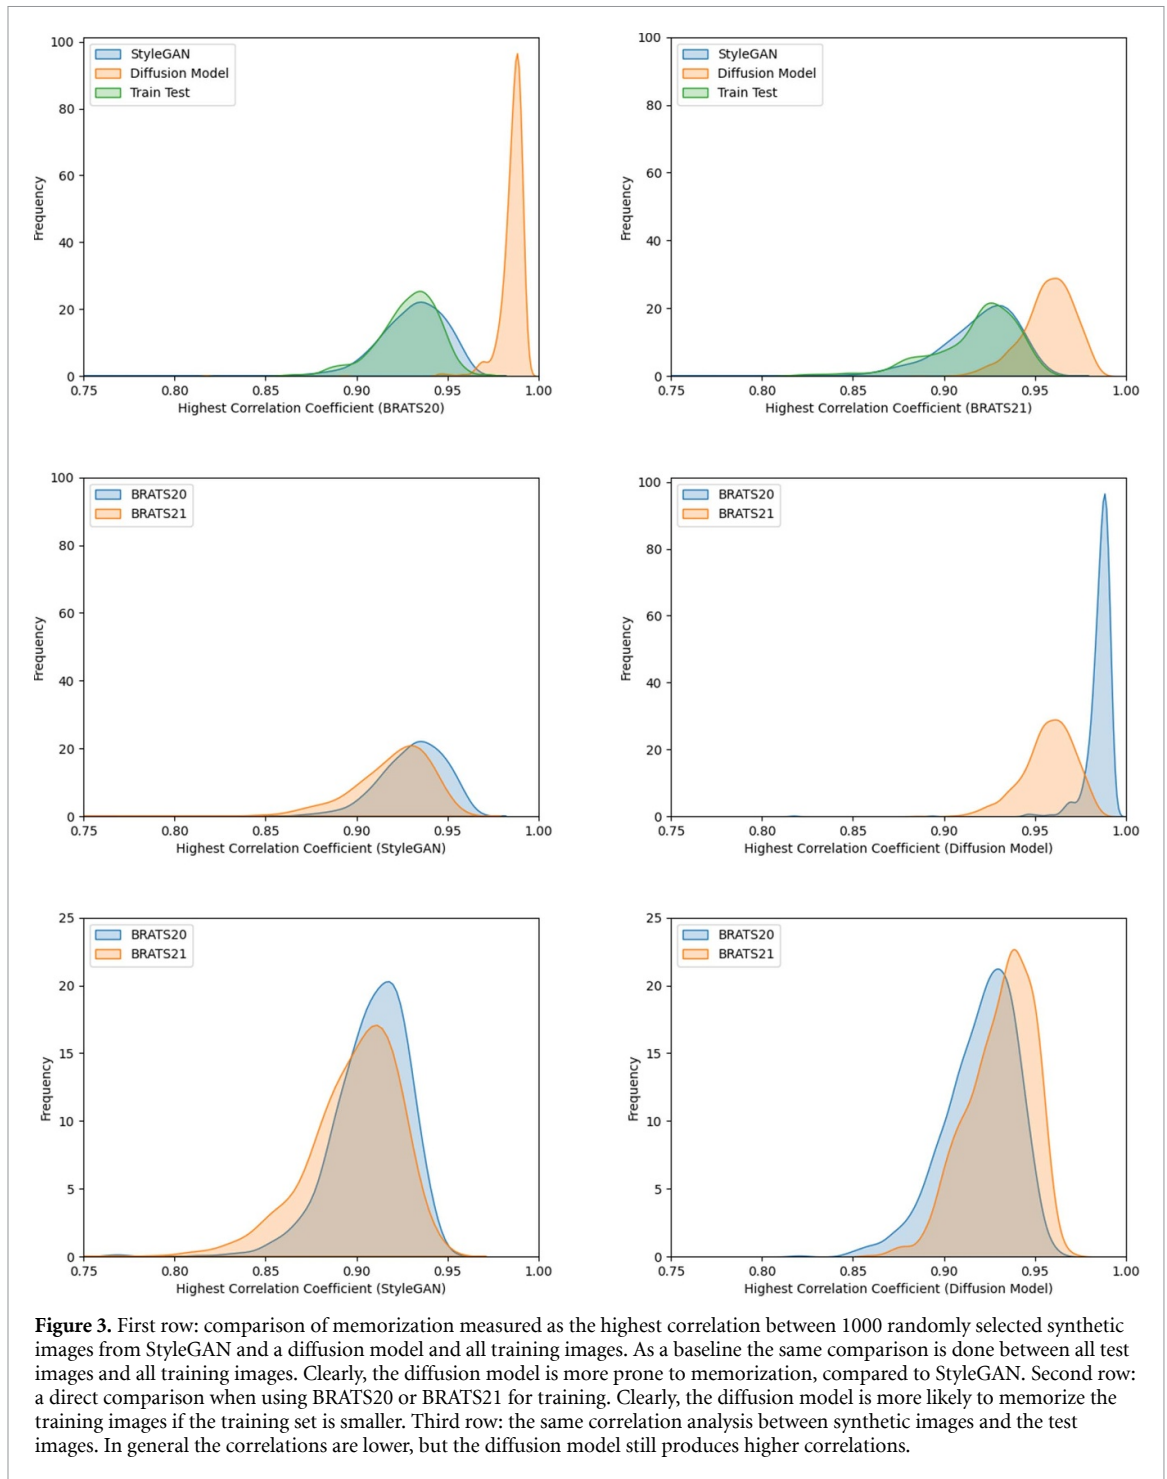 StyleGAN
Diffusion Model
Train Test
100
80
60
40
20
0
Frequency
0.75 0.80 0.85 0.90 0.95 1.00
Highest Correlation Coefficient (BRATS20)
StyleGAN
Diffusion Model
Train Test
100
80
60
40
20
0
Frequency
0.75 0.80 0.85 0.90 0.95 1.00
Highest Correlation Coefficient (BRATS21)
BRATS20
BRATS21
100
80
60
40
20
0
Frequency
0.75 0.80 0.85 0.90 0.95 1.00
Highest Correlation Coefficient (StyleGAN)
BRATS20
BRATS21
100
80
60
40
20
0
Frequency
0.75 0.80 0.85 0.90 0.95 1.00
Highest Correlation Coefficient (Diffusion Model)
BRATS20
BRATS21
25
20
15
10
5
0
Frequency
0.75 0.80 0.85 0.90 0.95 1.00
Highest Correlation Coefficient (StyleGAN)
BRATS20
BRATS21
25
20
15
10
5
0
Frequency
0.75 0.80 0.85 0.90 0.95 1.00
Highest Correlation Coefficient (Diffusion Model)
Figure 3. First row: comparison of memorization measured as the highest correlation between 1000 randomly selected synthetic
images from StyleGAN and a diffusion model and all training images. As a baseline the same comparison is done between all test
images and all training images. Clearly, the diffusion model is more prone to memorization, compared to StyleGAN. Second row:
a direct comparison when using BRATS20 or BRATS21 for training. Clearly, the diffusion model is more likely to memorize the
training images if the training set is smaller. Third row: the same correlation analysis between synthetic images and the test
images. In general the correlations are lower, but the diffusion model still produces higher correlations.